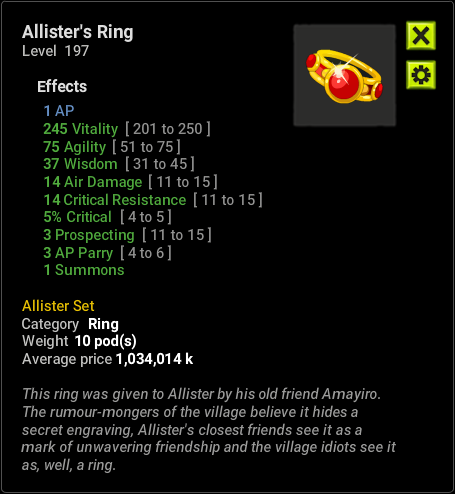 Allister's Ring
Level 197
Effects
1 AP
245 Vitality [ 201 to 250 ]
75 Agility [ 51 to 75 ]
37 Wisdom [ 31 to 45 ]
14 Air Damage [ 11 to 15 ]
14 Critical Resistance [ 11 to 15 ]
5% Critical [ 4 to 5 ]
3 Prospecting [ 11 to 15 ]
3 AP Parry [ 4 to 6 ]
1 Summons
Allister Set
Category Ring
Weight 10 pod(s)
Average price 1,034,014 k
This ring was given to Allister by his old friend Amayiro.
The rumour-mongers of the village believe it hides a
secret engraving, Allister's closest friends see it as a
mark of unwavering friendship and the village idiots see it
as, well, a ring.